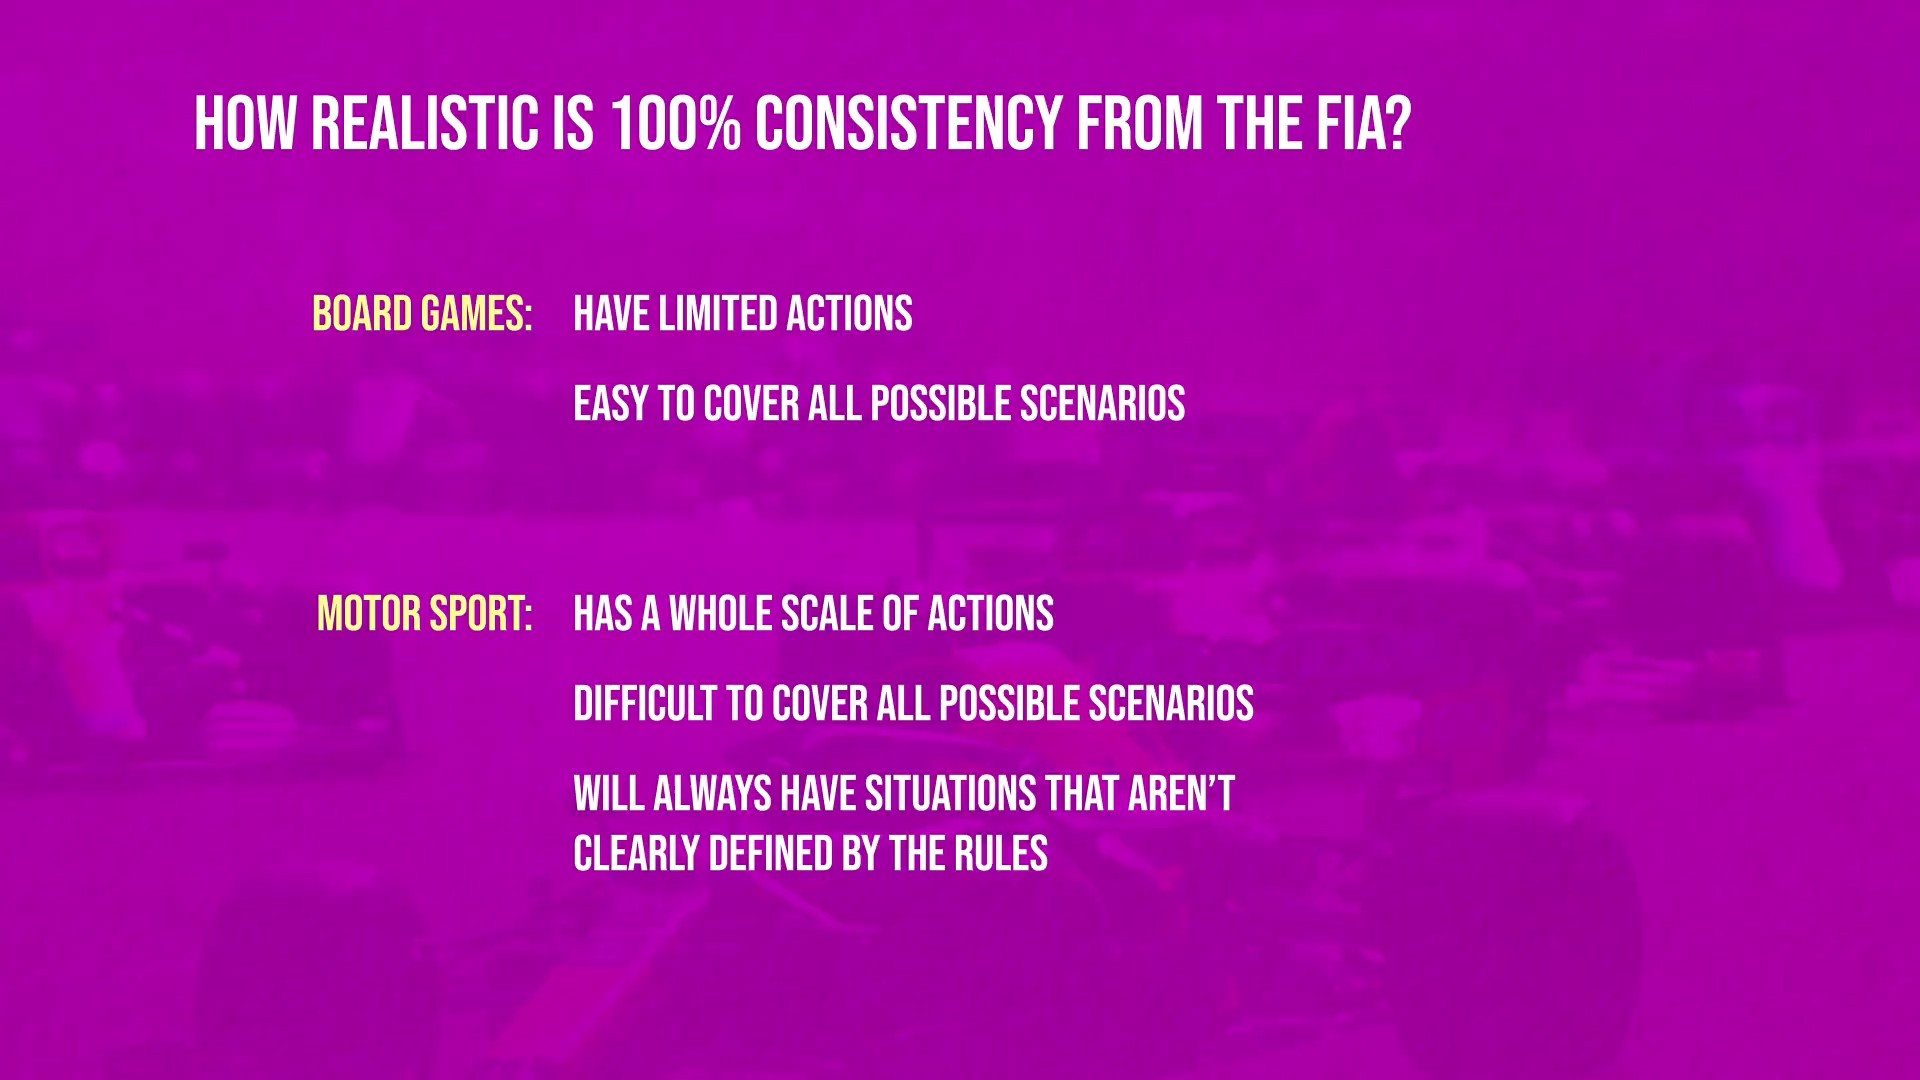 HOW REALISTIC IS 100% CONSISTENCY FROM THE FIA?
BOARD GAMES: HAVE LIMITED ACTIONS
EASY TO COVER ALL POSSIBLE SCENARIOS
MOTOR SPORT: HAS A WHOLE SCALE OF ACTIONS
DIFFICULT TO COVER ALL POSSIBLE SCENARIOS
WILL ALWAYS HAVE SITUATIONS THAT AREN’T
CLEARLY DEFINED BY THE RULES